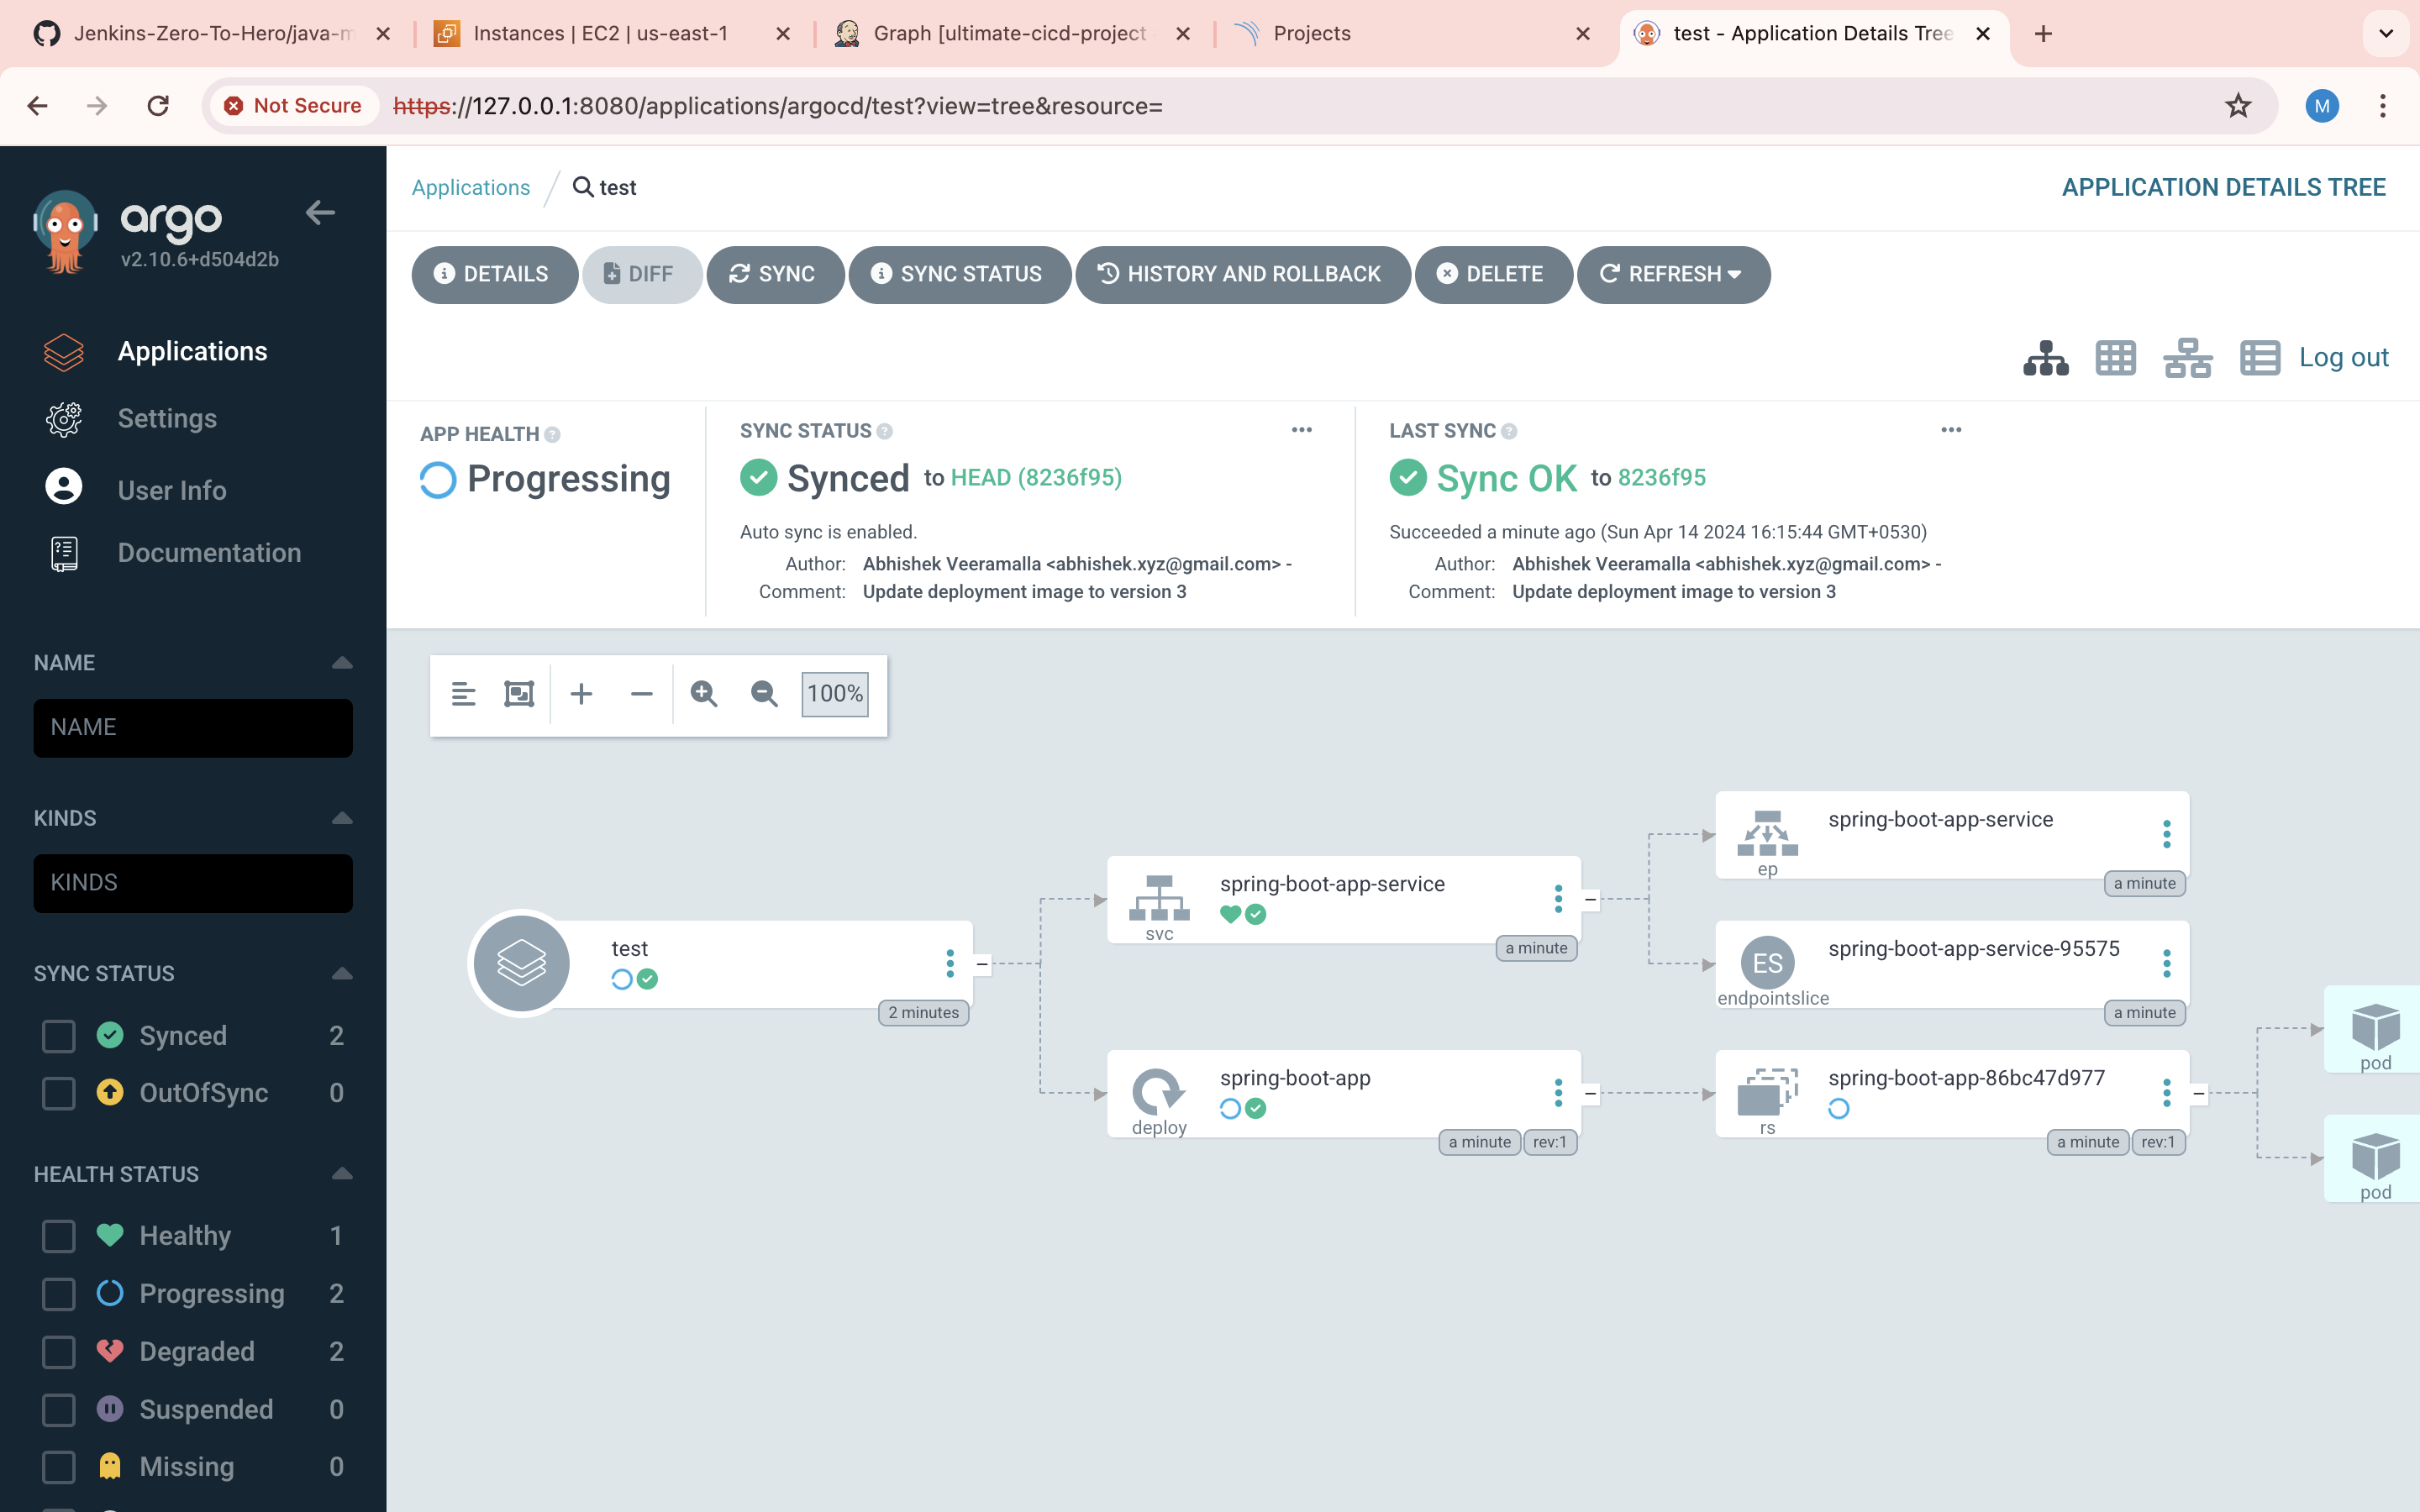 Jenkins-Zero-To-Hero/java-m
Instances | EC2 | us-east-1
Graph [ultimate-cicd-project
Projects
test - Application Details Tree
Not Secure
https://127.0.0.1:8080/applications/argocd/test?view=tree&resource=
M
argo
v2.10.6+d504d2b
Applications
Settings
User Info
Documentation
NAME
NAME
KINDS
KINDS
SYNC STATUS
Synced 2
OutOfSync 0
HEALTH STATUS
Healthy 1
Progressing 2
Degraded 2
Suspended 0
Missing 0
Applications / test
APPLICATION DETAILS TREE
DETAILS
DIFF
SYNC
SYNC STATUS
HISTORY AND ROLLBACK
DELETE
REFRESH
Log out
APP HEALTH ?
Progressing
SYNC STATUS ?
Synced to HEAD (8236f95)
Auto sync is enabled.
Author: Abhishek Veeramalla <abhishek.xyz@gmail.com> -
Comment: Update deployment image to version 3
LAST SYNC ?
Sync OK to 8236f95
Succeeded a minute ago (Sun Apr 14 2024 16:15:44 GMT+0530)
Author: Abhishek Veeramalla <abhishek.xyz@gmail.com> -
Comment: Update deployment image to version 3
100%
test
2 minutes
spring-boot-app-service
svc
a minute
spring-boot-app
deploy
a minute
rev:1
spring-boot-app-service
ep
a minute
ES
spring-boot-app-service-95575
endpointslice
a minute
spring-boot-app-86bc47d977
rs
a minute
rev:1
pod
pod